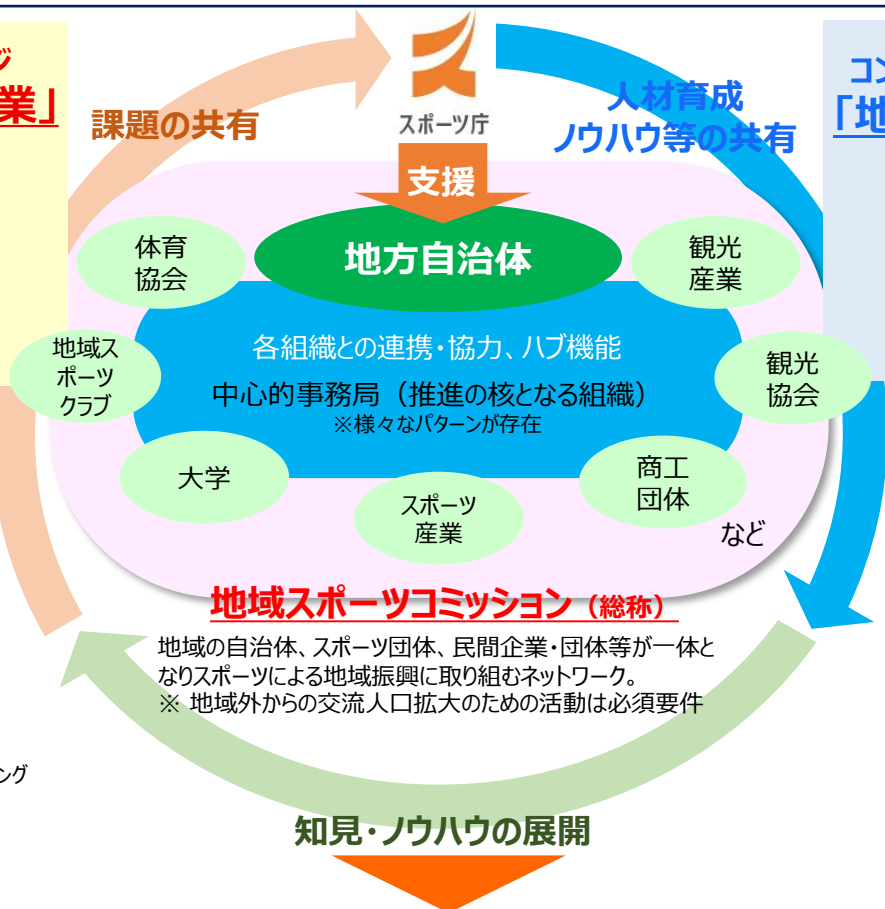 ジ
業」
課題の共有
スポーツ庁
人材育成
ノウハウ等の共有
コン
「地
支援
体育
協会
地方自治体
観光
産業
地域ス
ポーツ
クラブ
各組織との連携・協力、ハブ機能
中心的事務局（推進の核となる組織）
※様々なパターンが存在
観光
協会
大学
スポーツ
産業
商工
団体
など
地域スポーツコミッション（総称）
地域の自治体、スポーツ団体、民間企業・団体等が一体と
なりスポーツによる地域振興に取り組むネットワーク。
※ 地域外からの交流人口拡大のための活動は必須要件
ング
知見・ノウハウの展開